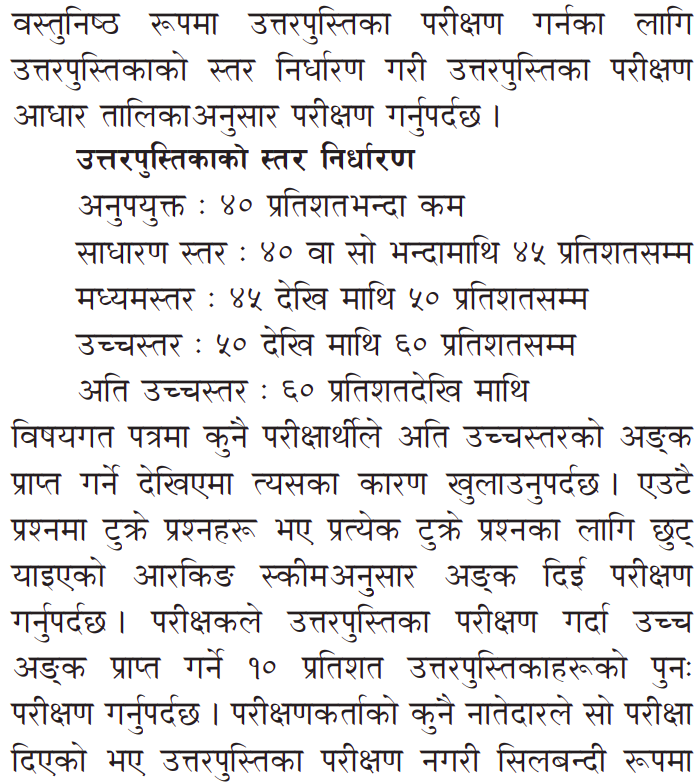 वस्तुनिष्ठ रूपमा उत्तरपुस्तिका परीक्षण गर्नका लागि
उत्तरपुस्तिकाको स्तर निर्धारण गरी उत्तरपुस्तिका परीक्षण
आधार तालिकाअनुसार परीक्षण गर्नुपर्दछ ।
उत्तरपुस्तिकाको स्तर निर्धारण
अनुपयुक्त : ४० प्रतिशतभन्दा कम
साधारण स्तर : ४० वा सो भन्दामाथि ४५ प्रतिशतसम्म
मध्यमस्तर : ४५ देखि माथि ५० प्रतिशतसम्म
उच्चस्तर : ५० देखि माथि ६० प्रतिशतसम्म
अति उच्चस्तर : ६० प्रतिशतदेखि माथि
विषयगत पत्रमा कुनै परीक्षार्थीले अति उच्चस्तरको अङ्क
प्राप्त गर्ने देखिएमा त्यसका कारण खुलाउनुपर्दछ । एउटै
प्रश्नमा टुक्रे प्रश्नहरू भए प्रत्येक टुक्रे प्रश्नका लागि छुट्
याइएको आरकिङ स्कीमअनुसार अङ्क दिई परीक्षण
गर्नुपर्दछ । परीक्षकले उत्तरपुस्तिका परीक्षण गर्दा उच्च
अङ्क प्राप्त गर्ने १० प्रतिशत उत्तरपुस्तिकाहरूको पुनः
परीक्षण गर्नुपर्दछ । परीक्षणकर्ताको कुनै नातेदारले सो परीक्षा
दिएको भए उत्तरपुस्तिका परीक्षण नगरी सिलबन्दी रूपमा